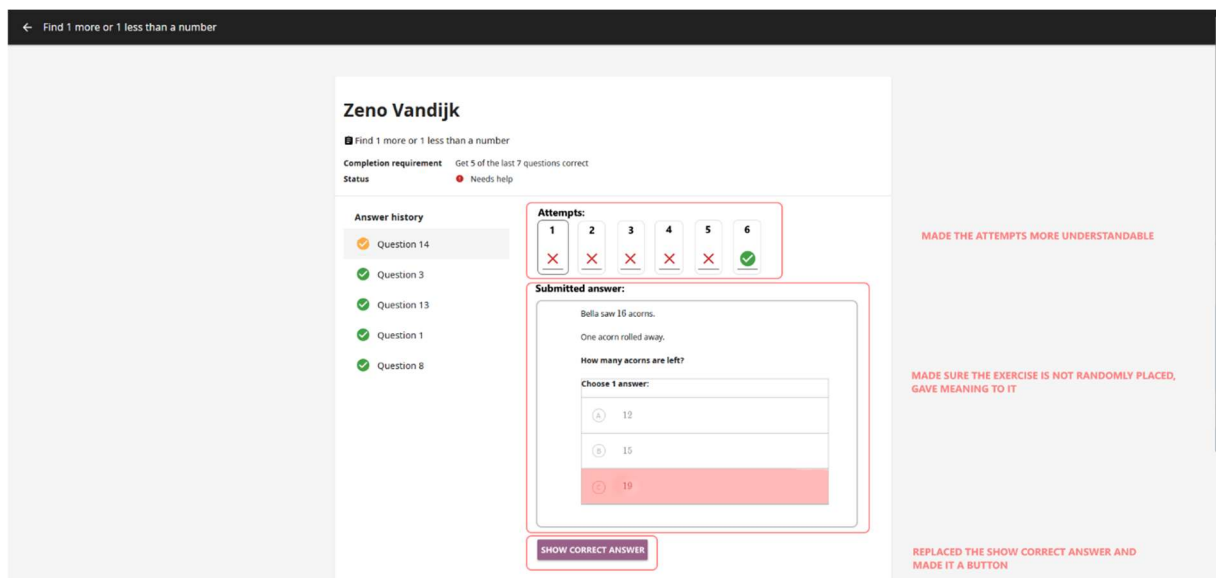 Find 1 more or 1 less than a number
Zeno Vandijk
Find 1 more or 1 less than a number
Completion requirement Get 5 of the last 7 questions correct
Status Needs help
Answer history
Question 14
Question 3
Question 13
Question 1
Question 8
Attempts:
1 2 3 4 5 6
Submitted answer:
Bella saw 16 acorns.
One acorn rolled away.
How many acorns are left?
Choose 1 answer:
A 12
B 15
C 19
SHOW CORRECT ANSWER
MADE THE ATTEMPTS MORE UNDERSTANDABLE
MADE SURE THE EXERCISE IS NOT RANDOMLY PLACED,
GAVE MEANING TO IT
REPLACED THE SHOW CORRECT ANSWER AND
MADE IT A BUTTON